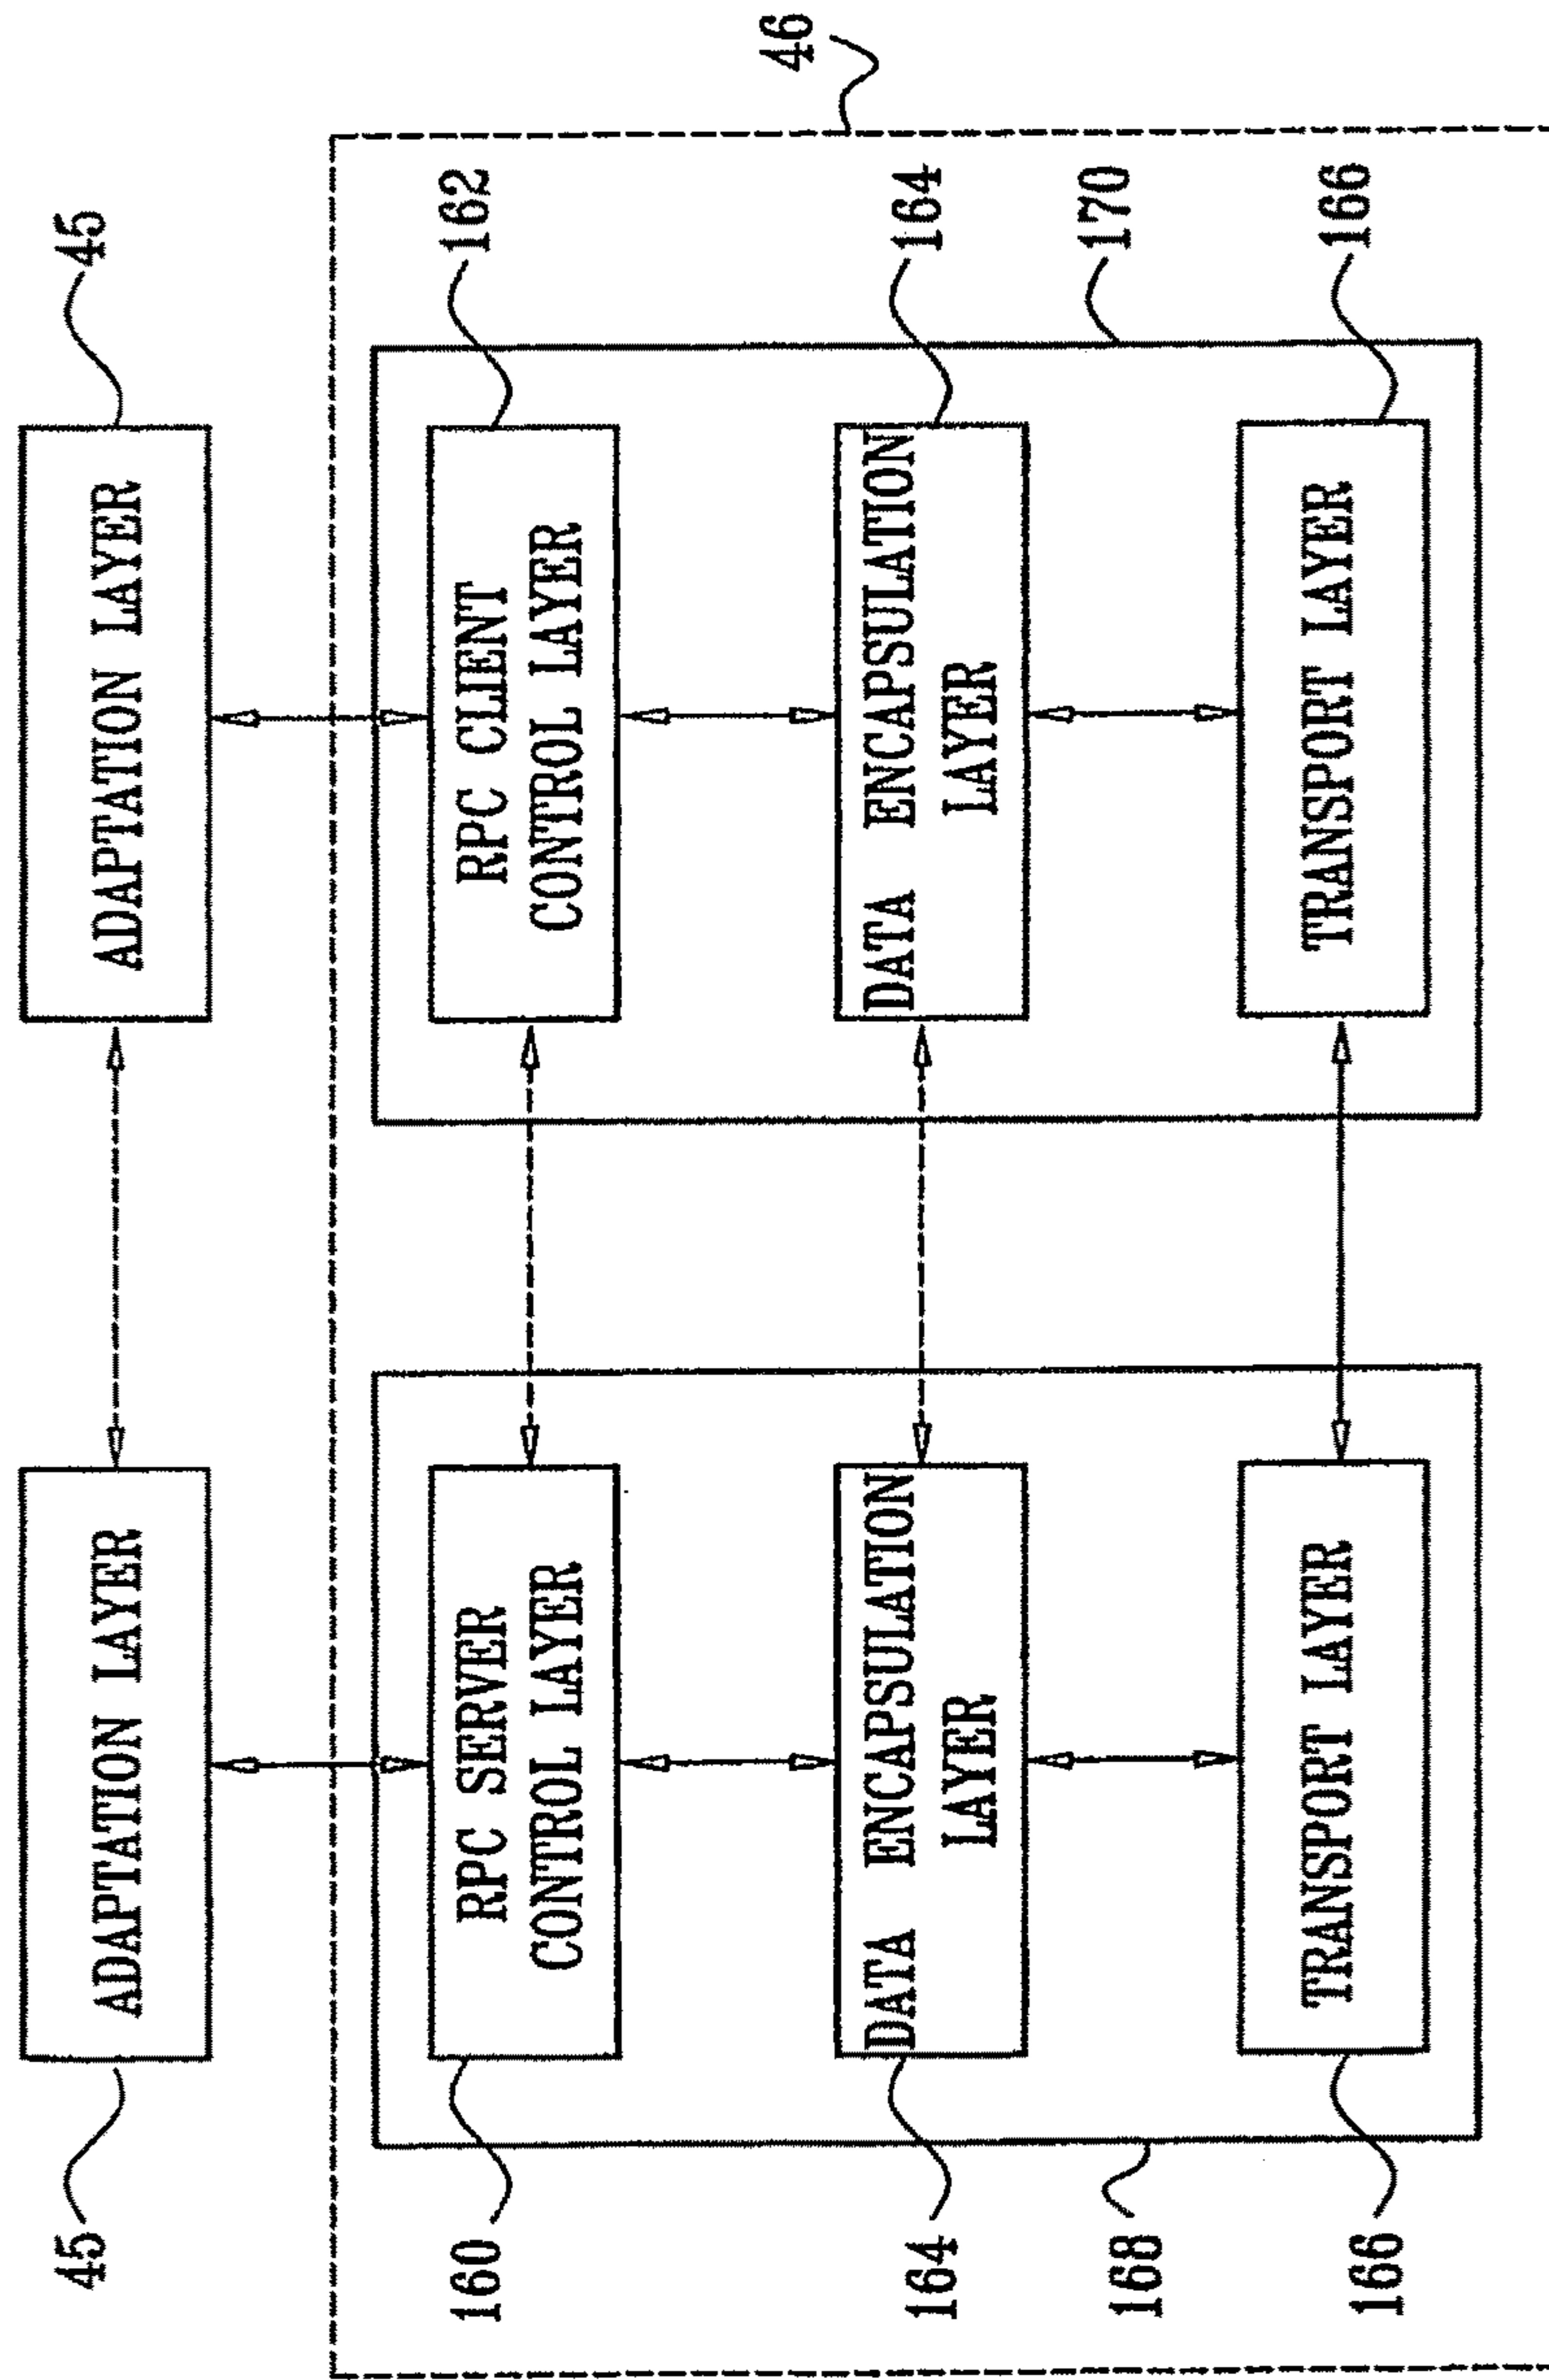 45
ADAPTATION LAYER
ADAPTATION LAYER
45
46
160
RPC SERVER
CONTROL LAYER
RPC CLIENT
CONTROL LAYER
162
164
DATA ENCAPSULATION
LAYER
DATA ENCAPSULATION
LAYER
164
168
170
166
TRANSPORT LAYER
TRANSPORT LAYER
166